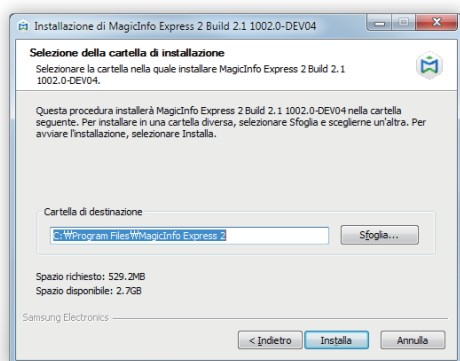 Installazione di MagicInfo Express 2 Build 2.1 1002.0-DEV04
Selezione della cartella di installazione
Selezionare la cartella nella quale installare MagicInfo Express 2 Build 2.1
1002.0-DEV04.
Questa procedura installerà MagicInfo Express 2 Build 2.1 1002.0-DEV04 nella cartella
seguente. Per installare in una cartella diversa, selezionare Sfoglia e sceglierne un'altra. Per
avviare l'installazione, selezionare Installa.
Cartella di destinazione
C:₩Program Files₩MagicInfo Express 2
Sfoglia...
Spazio richiesto: 529.2MB
Spazio disponibile: 2.7GB
Samsung Electronics
< Indietro Installa Annulla